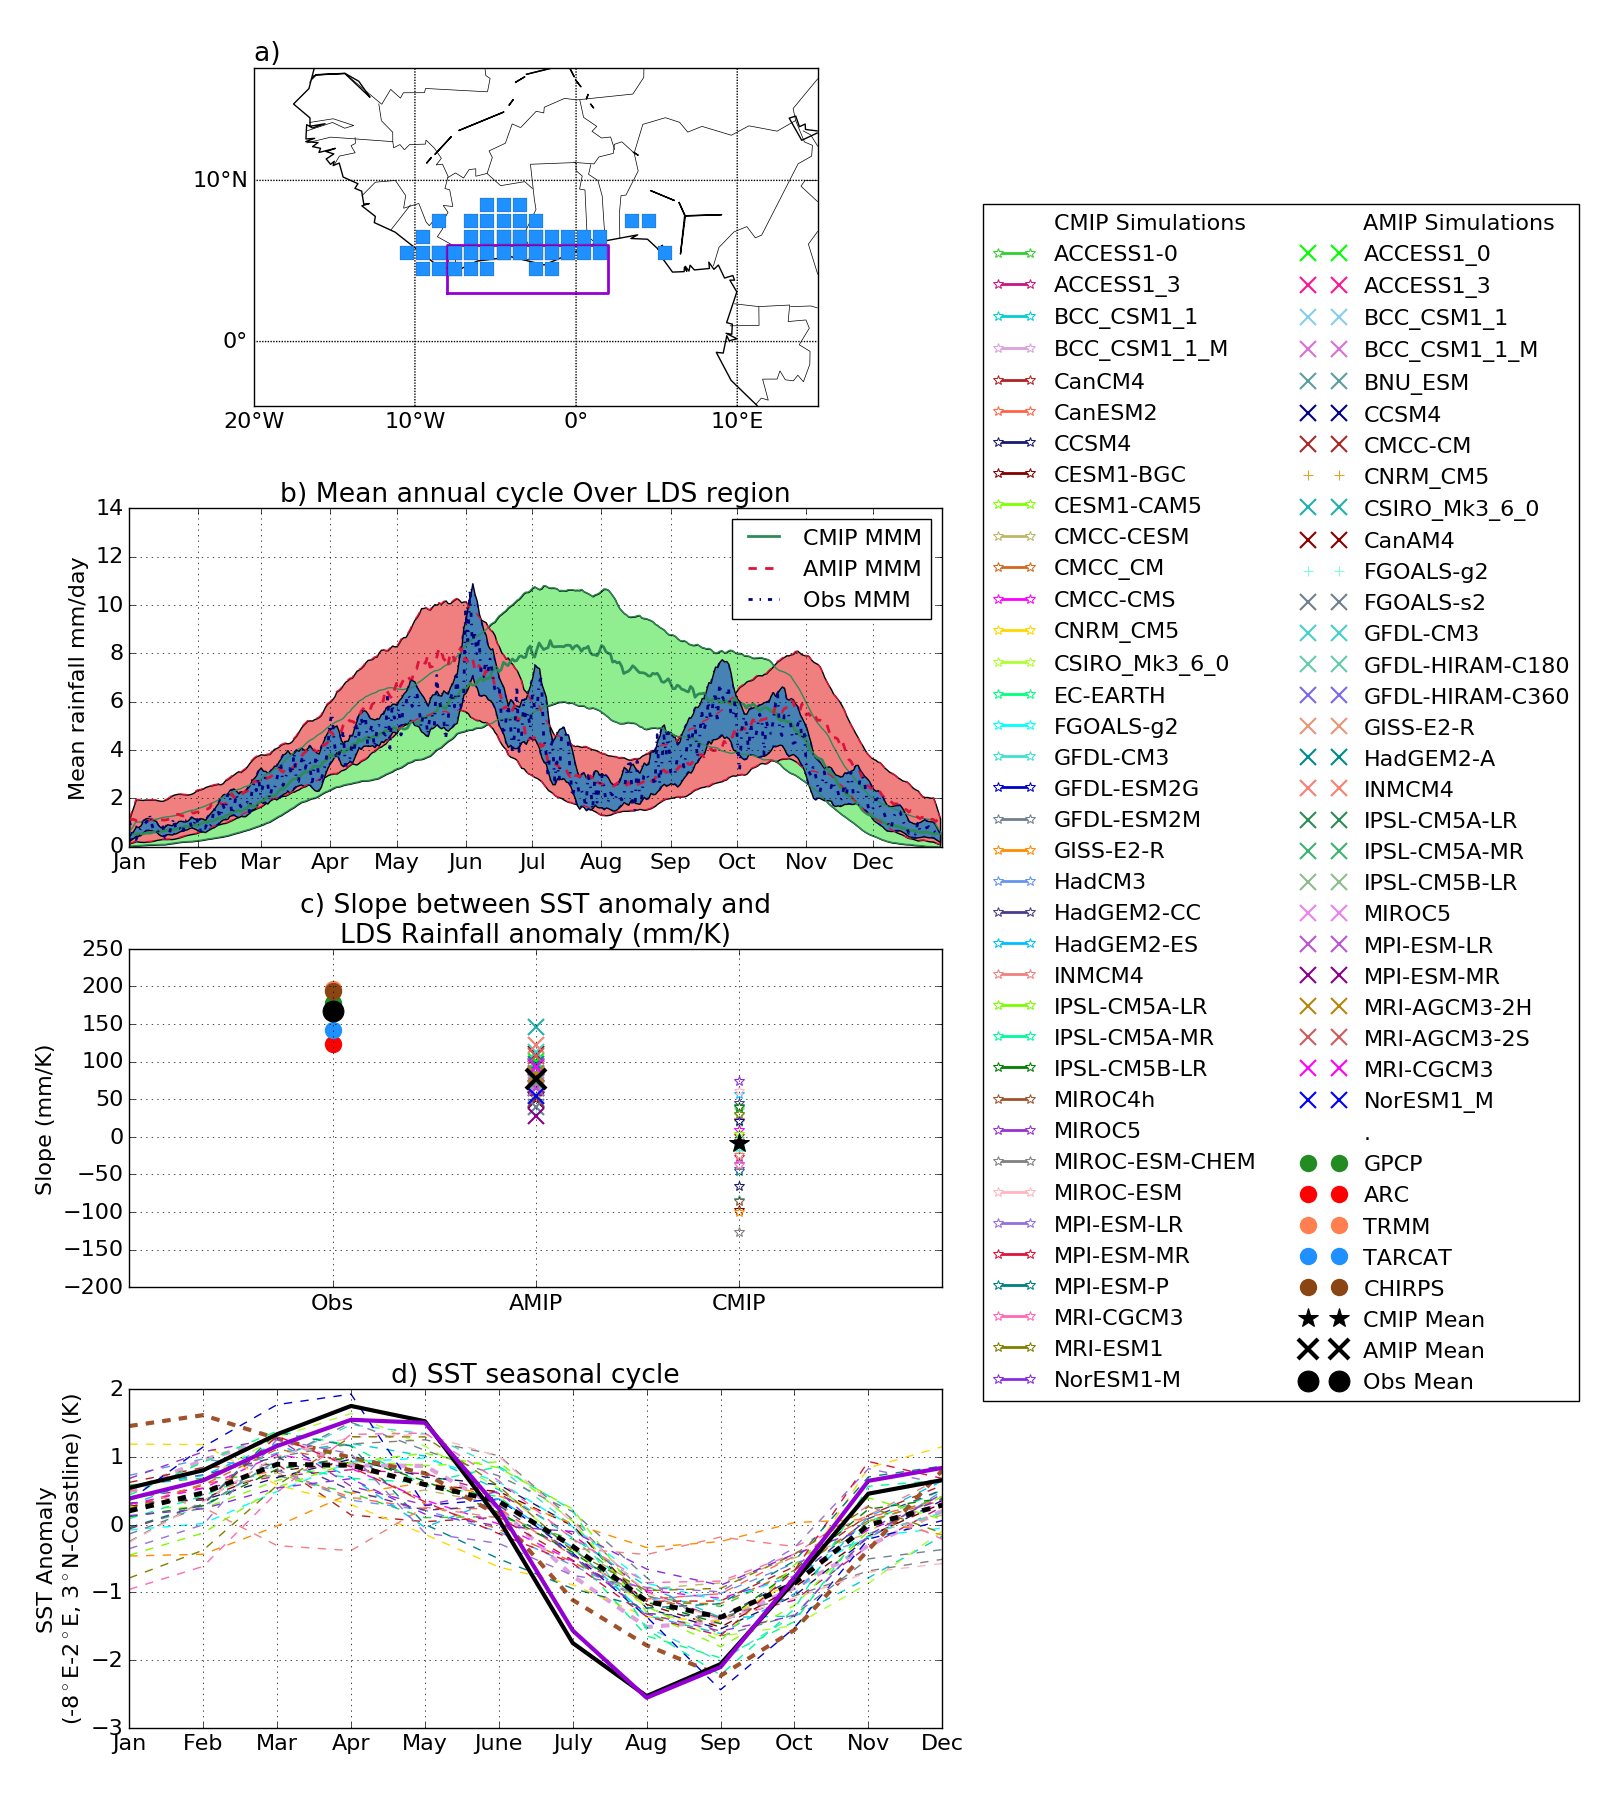 a)
10°N
0°
20°W 10°W 0° 10°E
b) Mean annual cycle Over LDS region
Mean rainfall mm/day
14
12
10
8
6
4
2
0
CMIP MMM
AMIP MMM
Obs MMM
Jan Feb Mar Apr May Jun Jul Aug Sep Oct Nov Dec
c) Slope between SST anomaly and
LDS Rainfall anomaly (mm/K)
Slope (mm/K)
250
200
150
100
50
0
−50
−100
−150
−200
Obs AMIP CMIP
d) SST seasonal cycle
SST Anomaly
(-8°E-2°E, 3°N-Coastline) (K)
2
1
0
−1
−2
−3
Jan Feb Mar Apr May June July Aug Sep Oct Nov Dec
CMIP Simulations
ACCESS1-0
ACCESS1_3
BCC_CSM1_1
BCC_CSM1_1_M
CanCM4
CanESM2
CCSM4
CESM1-BGC
CESM1-CAM5
CMCC-CESM
CMCC_CM
CMCC-CMS
CNRM_CM5
CSIRO_Mk3_6_0
EC-EARTH
FGOALS-g2
GFDL-CM3
GFDL-ESM2G
GFDL-ESM2M
GISS-E2-R
HadCM3
HadGEM2-CC
HadGEM2-ES
INMCM4
IPSL-CM5A-LR
IPSL-CM5A-MR
IPSL-CM5B-LR
MIROC4h
MIROC5
MIROC-ESM-CHEM
MIROC-ESM
MPI-ESM-LR
MPI-ESM-MR
MPI-ESM-P
MRI-CGCM3
MRI-ESM1
NorESM1-M
AMIP Simulations
ACCESS1_0
ACCESS1_3
BCC_CSM1_1
BCC_CSM1_1_M
BNU_ESM
CCSM4
CMCC-CM
CNRM_CM5
CSIRO_Mk3_6_0
CanAM4
FGOALS-g2
FGOALS-s2
GFDL-CM3
GFDL-HIRAM-C180
GFDL-HIRAM-C360
GISS-E2-R
HadGEM2-A
INMCM4
IPSL-CM5A-LR
IPSL-CM5A-MR
IPSL-CM5B-LR
MIROC5
MPI-ESM-LR
MPI-ESM-MR
MRI-AGCM3-2H
MRI-AGCM3-2S
MRI-CGCM3
NorESM1_M
.
GPCP
ARC
TRMM
TARCAT
CHIRPS
CMIP Mean
AMIP Mean
Obs Mean